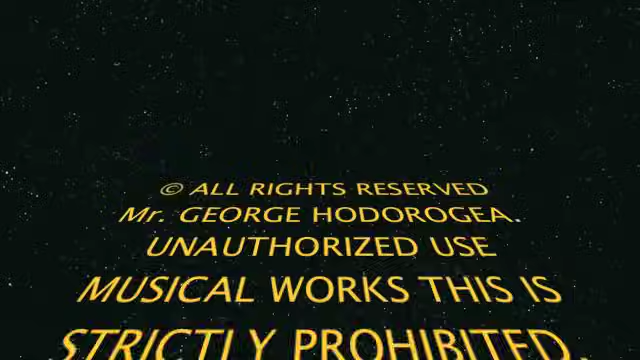 © ALL RIGHTS RESERVED
Mr. GEORGE HODOROGEA.
UNAUTHORIZED USE
MUSICAL WORKS THIS IS
STRICTLY PROHIBITED.